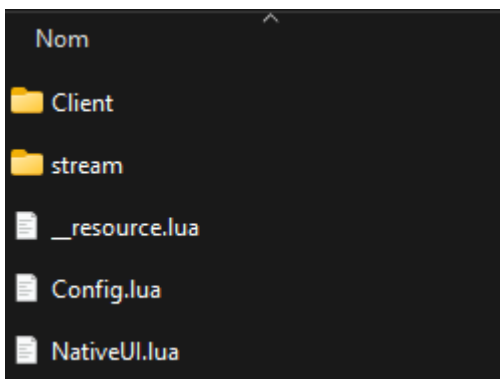 Nom
Client
stream
__resource.lua
Config.lua
NativeUI.lua